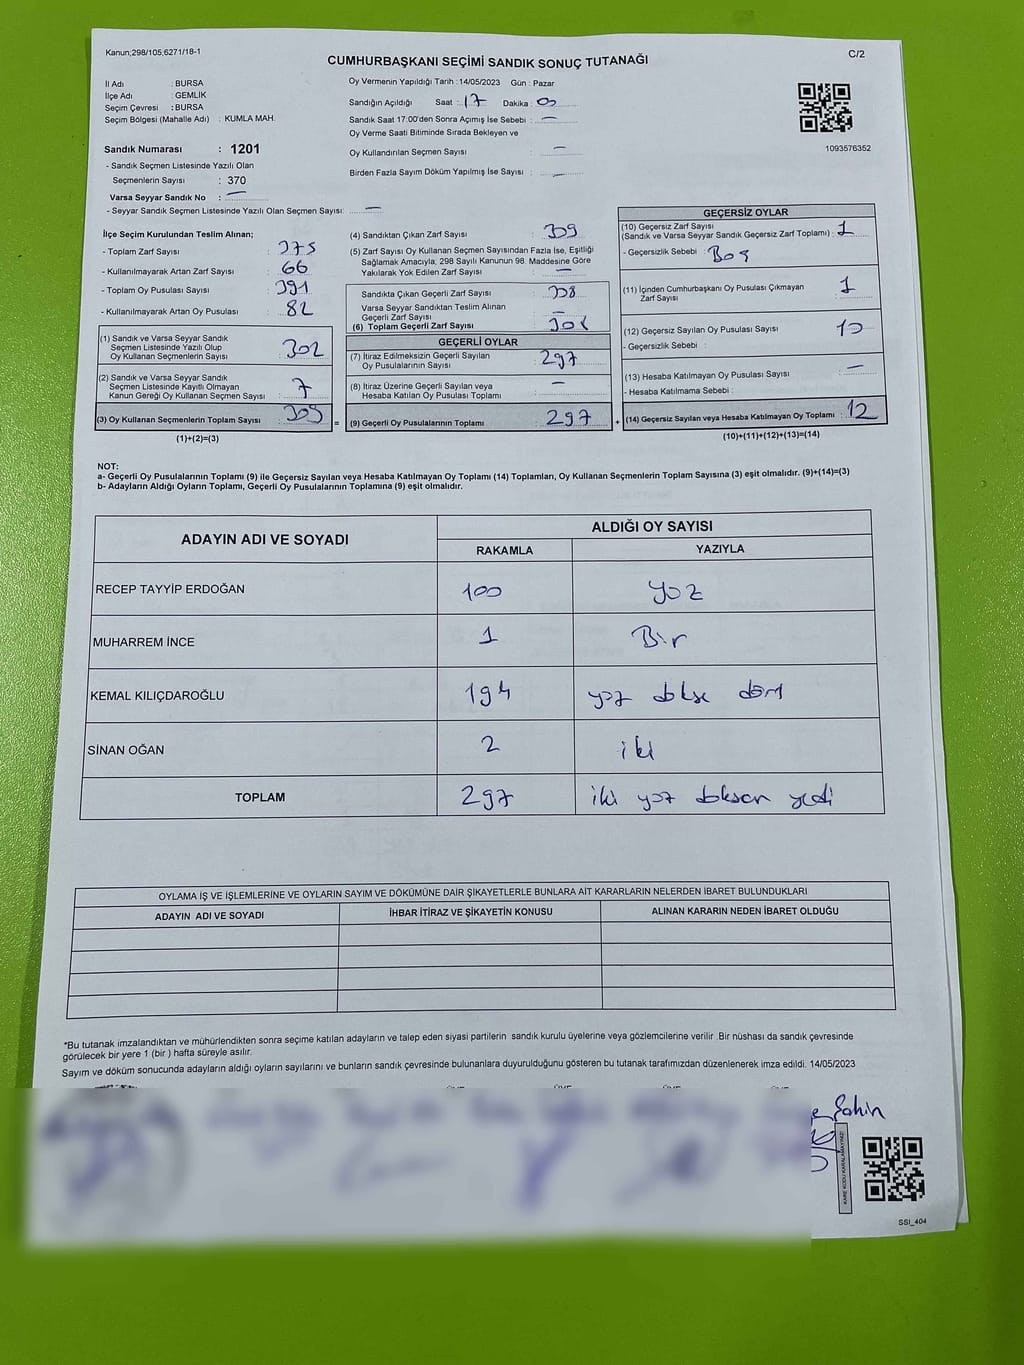 Kanun;298/105,6271/18-1
C/2
CUMHURBAŞKANI SEÇİMİ SANDIK SONUÇ TUTANAĞI
İl Adı : BURSA
İlçe Adı : GEMLİK
Seçim Çevresi : BURSA
Seçim Bölgesi (Mahalle Adı) : KUMLA MAH.
Sandık Numarası : 1201
- Sandık Seçmen Listesinde Yazılı Olan
Seçmenlerin Sayısı : 370
Varsa Seyyar Sandık No : —
- Seyyar Sandık Seçmen Listesinde Yazılı Olan Seçmen Sayısı: —
Oy Vermenin Yapıldığı Tarih : 14/05/2023 Gün : Pazar
Sandığın Açıldığı Saat : 17 Dakika : 00
Sandık Saat 17:00'den Sonra Açımış İse Sebebi : —
Oy Verme Saati Bitiminde Sırada Bekleyen ve
Oy Kullandırılan Seçmen Sayısı : —
Birden Fazla Sayım Döküm Yapılmış İse Sayısı : —
1093576352
İlçe Seçim Kurulundan Teslim Alınan;
- Toplam Zarf Sayısı : 375
- Kullanılmayarak Artan Zarf Sayısı : 66
- Toplam Oy Pusulası Sayısı : 391
- Kullanılmayarak Artan Oy Pusulası : 82
(1) Sandık ve Varsa Seyyar Sandık
Seçmen Listesinde Yazılı Olup
Oy Kullanan Seçmenlerin Sayısı : 302
(2) Sandık ve Varsa Seyyar Sandık
Seçmen Listesinde Kayıtlı Olmayan
Kanun Gereği Oy Kullanan Seçmen Sayısı : 7
(3) Oy Kullanan Seçmenlerin Toplam Sayısı : 309
(1)+(2)=(3)
(4) Sandıktan Çıkan Zarf Sayısı : 309
(5) Zarf Sayısı Oy Kullanan Seçmen Sayısından Fazla İse, Eşitliği
Sağlamak Amacıyla, 298 Sayılı Kanunun 98. Maddesine Göre
Yakılarak Yok Edilen Zarf Sayısı : —
Sandıkta Çıkan Geçerli Zarf Sayısı : 308
Varsa Seyyar Sandıktan Teslim Alınan
Geçerli Zarf Sayısı : —
(6) Toplam Geçerli Zarf Sayısı : 308
GEÇERLİ OYLAR
(7) İtiraz Edilmeksizin Geçerli Sayılan
Oy Pusulasının Sayısı : 297
(8) İtiraz Üzerine Geçerli Sayılan veya
Hesaba Katılan Oy Pusulası Toplamı : —
= (9) Geçerli Oy Pusulalarının Toplamı : 297 +
GEÇERSİZ OYLAR
(10) Geçersiz Zarf Sayısı
(Sandık ve Varsa Seyyar Sandık Geçersiz Zarf Toplamı) : 1
- Geçersizlik Sebebi : Boş
(11) İçinden Cumhurbaşkanı Oy Pusulası Çıkmayan
Zarf Sayısı : 1
(12) Geçersiz Sayılan Oy Pusulası Sayısı : 10
- Geçersizlik Sebebi :
(13) Hesaba Katılmayan Oy Pusulası Sayısı : —
- Hesaba Katılmama Sebebi :
(14) Geçersiz Sayılan veya Hesaba Katılmayan Oy Toplamı : 12
(10)+(11)+(12)+(13)=(14)
NOT:
a- Geçerli Oy Pusulalarının Toplamı (9) ile Geçersiz Sayılan veya Hesaba Katılmayan Oy Toplamı (14) Toplamları, Oy Kullanan Seçmenlerin Toplam Sayısına (3) eşit olmalıdır. (9)+(14)=(3)
b- Adayların Aldığı Oyların Toplamı, Geçerli Oy Pusulalarının Toplamına (9) eşit olmalıdır.
ADAYIN ADI VE SOYADI ALDIĞI OY SAYISI
RAKAMLA YAZIYLA
RECEP TAYYİP ERDOĞAN 100 yüz
MUHARREM İNCE 1 Bir
KEMAL KILIÇDAROĞLU 194 yüz dört
SİNAN OĞAN 2 iki
TOPLAM 297 iki yüz doksan yedi
OYLAMA İŞ VE İŞLEMLERİNE VE OYLARIN SAYIM VE DÖKÜMÜNE DAİR ŞİKAYETLERLE BUNLARA AİT KARARLARIN NELERDEN İBARET BULUNDUKLARI
ADAYIN ADI VE SOYADI İHBAR İTİRAZ VE ŞİKAYETİN KONUSU ALINAN KARARIN NEDEN İBARET OLDUĞU
*Bu tutanak imzalandıktan ve mühürlendikten sonra seçime katılan adayların ve talep eden siyasi partilerin sandık kurulu üyelerine veya gözlemcilerine verilir .Bir nüshası da sandık çevresinde
görülecek bir yere 1 (bir ) hafta süreyle asılır.
Sayım ve döküm sonucunda adayların aldığı oyların sayılarını ve bunların sandık çevresinde bulunanlara duyurulduğunu gösteren bu tutanak tarafımızdan düzenlenerek imza edildi. 14/05/2023
Şahin
KARE KODU KARALAMAYINIZ!
SSI_404